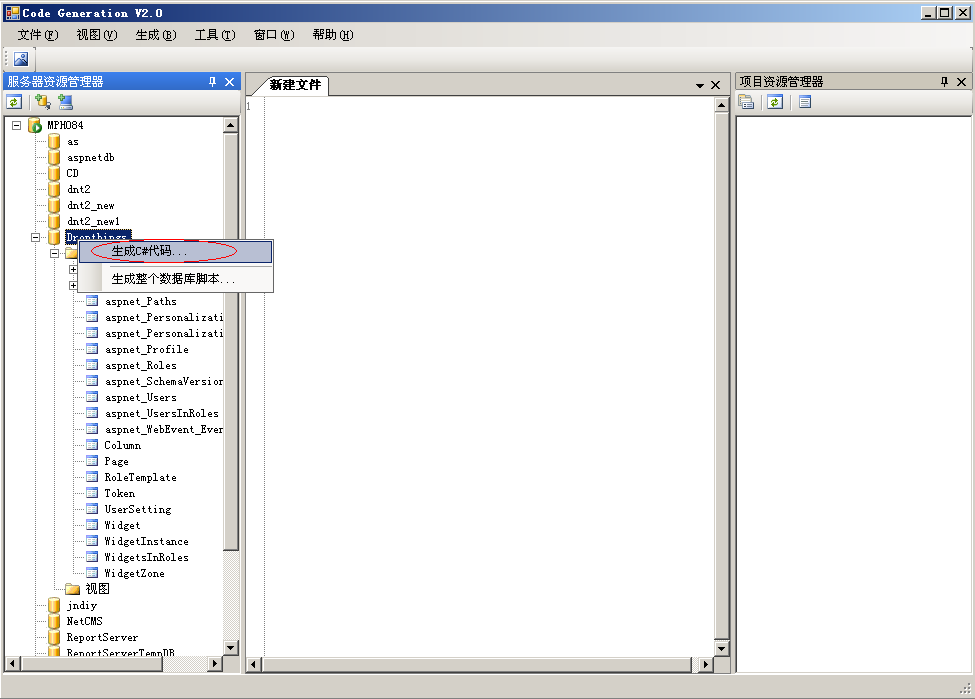 Code Generation V2.0
文件(F) 视图(V) 生成(B) 工具(T) 窗口(W) 帮助(H)
服务器资源管理器
MPH084
as
aspnetdb
CD
dnt2
dnt2_new
dnt2_new1
Dropthings
生成C#代码...
生成整个数据库脚本...
aspnet_Paths
aspnet_Personalizati
aspnet_Personalizati
aspnet_Profile
aspnet_Roles
aspnet_SchemaVersion
aspnet_Users
aspnet_UsersInRoles
aspnet_WebEvent_Even
Column
Page
RoleTemplate
Token
UserSetting
Widget
WidgetInstance
WidgetsInRoles
WidgetZone
视图
jndiy
NetCMS
ReportServer
ReportServerTempDB
新建文件
1
项目资源管理器